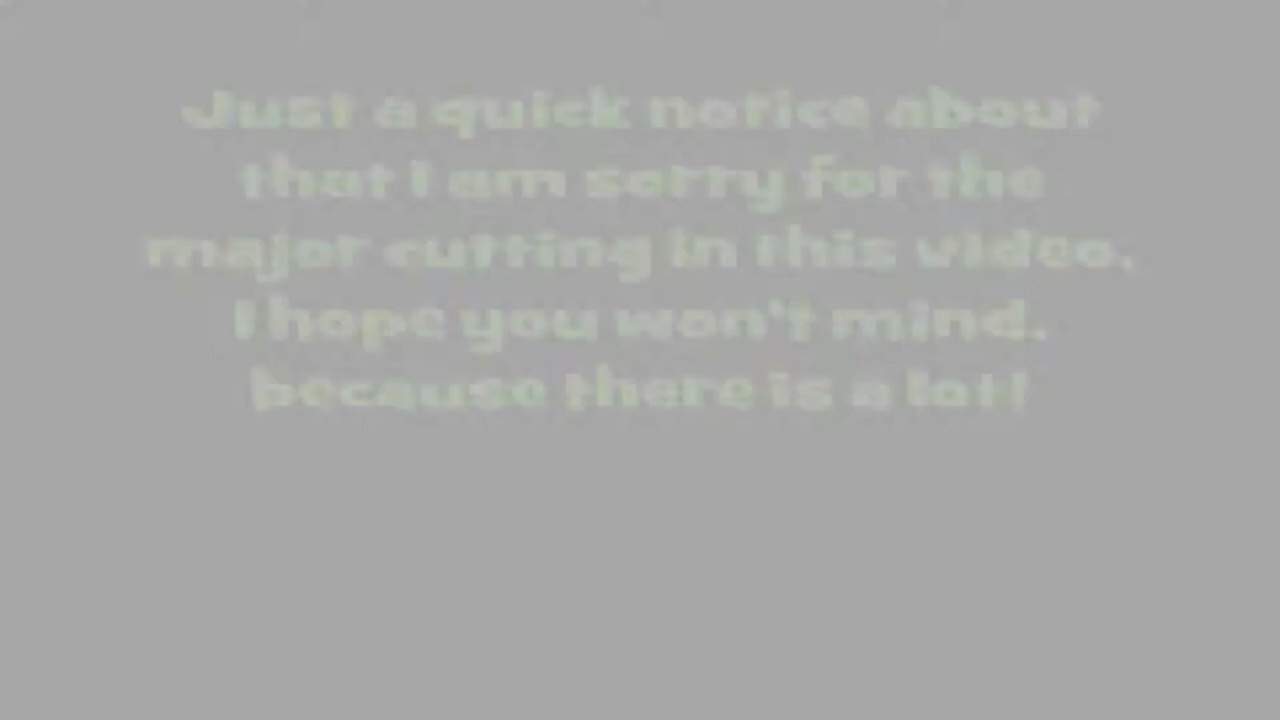 Just a quick notice about
that I am sorry for the
major cutting in this video.
I hope you won't mind.
because there is a lot!